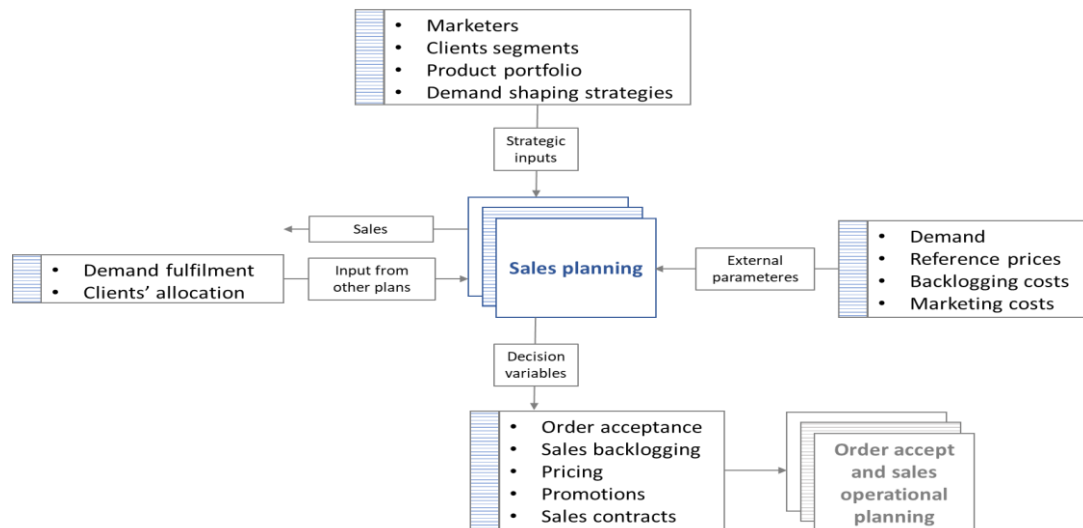 • Marketers
• Clients segments
• Product portfolio
• Demand shaping strategies
Strategic
inputs
Sales
• Demand fulfilment
• Clients' allocation
Input from
other plans
Sales planning
External
parameteres
• Demand
• Reference prices
• Backlogging costs
• Marketing costs
Decision
variables
• Order acceptance
• Sales backlogging
• Pricing
• Promotions
• Sales contracts
Order accept
and sales
operational
planning